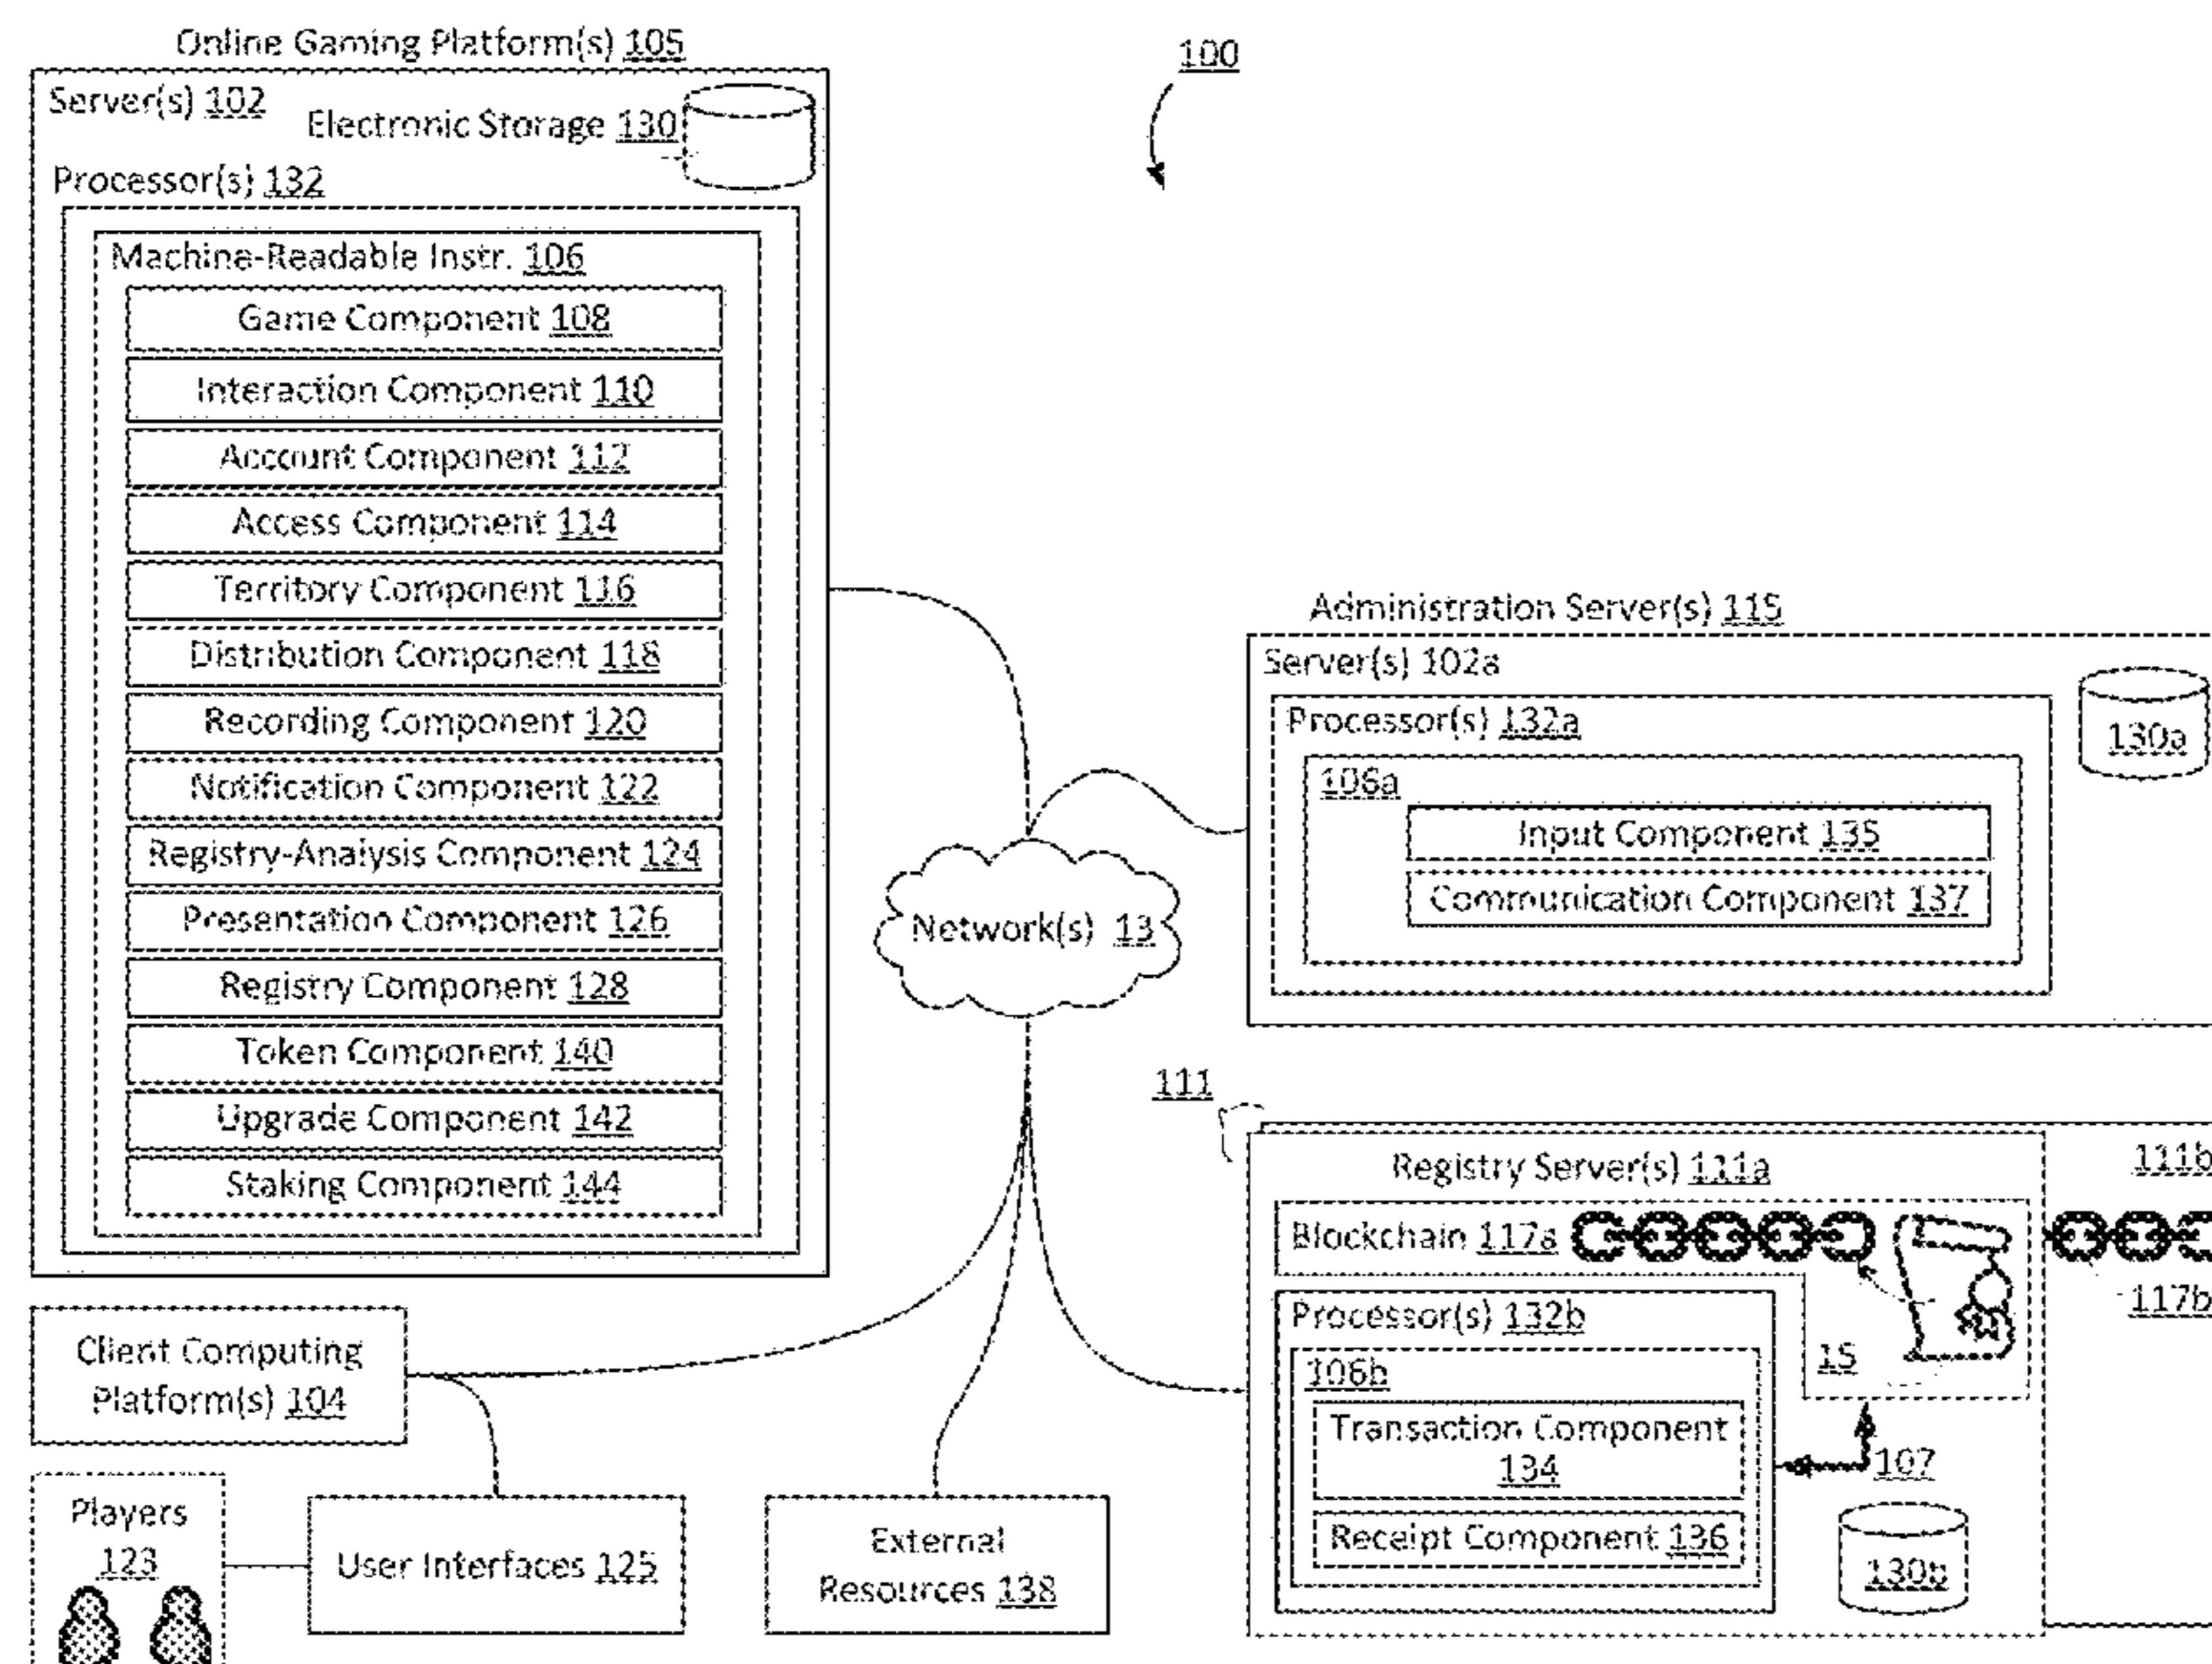 Online Gaming Platform(s) 105
100
Server(s) 102
Electronic Storage 130
Processor(s) 132
Machine-Readable Instr. 106
Game Component 108
Interaction Component 110
Account Component 112
Access Component 114
Territory Component 116
Distribution Component 118
Recording Component 120
Notification Component 122
Registry-Analysis Component 124
Presentation Component 126
Registry Component 128
Token Component 140
Upgrade Component 142
Staking Component 144
Network(s) 13
Administration Server(s) 115
Server(s) 102a
Processor(s) 132a
130a
106a
Input Component 135
Communication Component 137
111
Registry Server(s) 111a
111b
Blockchain 117a
117b
15
Processor(s) 132b
106b
Transaction Component
134
107
Receipt Component 136
130b
Client Computing
Platform(s) 104
Players
123
User Interfaces 125
External
Resources 138